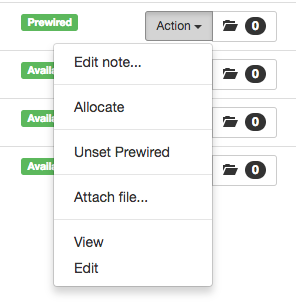 Prewired Action 0
Edit note...
0
Allocate
0
Unset Prewired
0
Attach file...
View
Edit